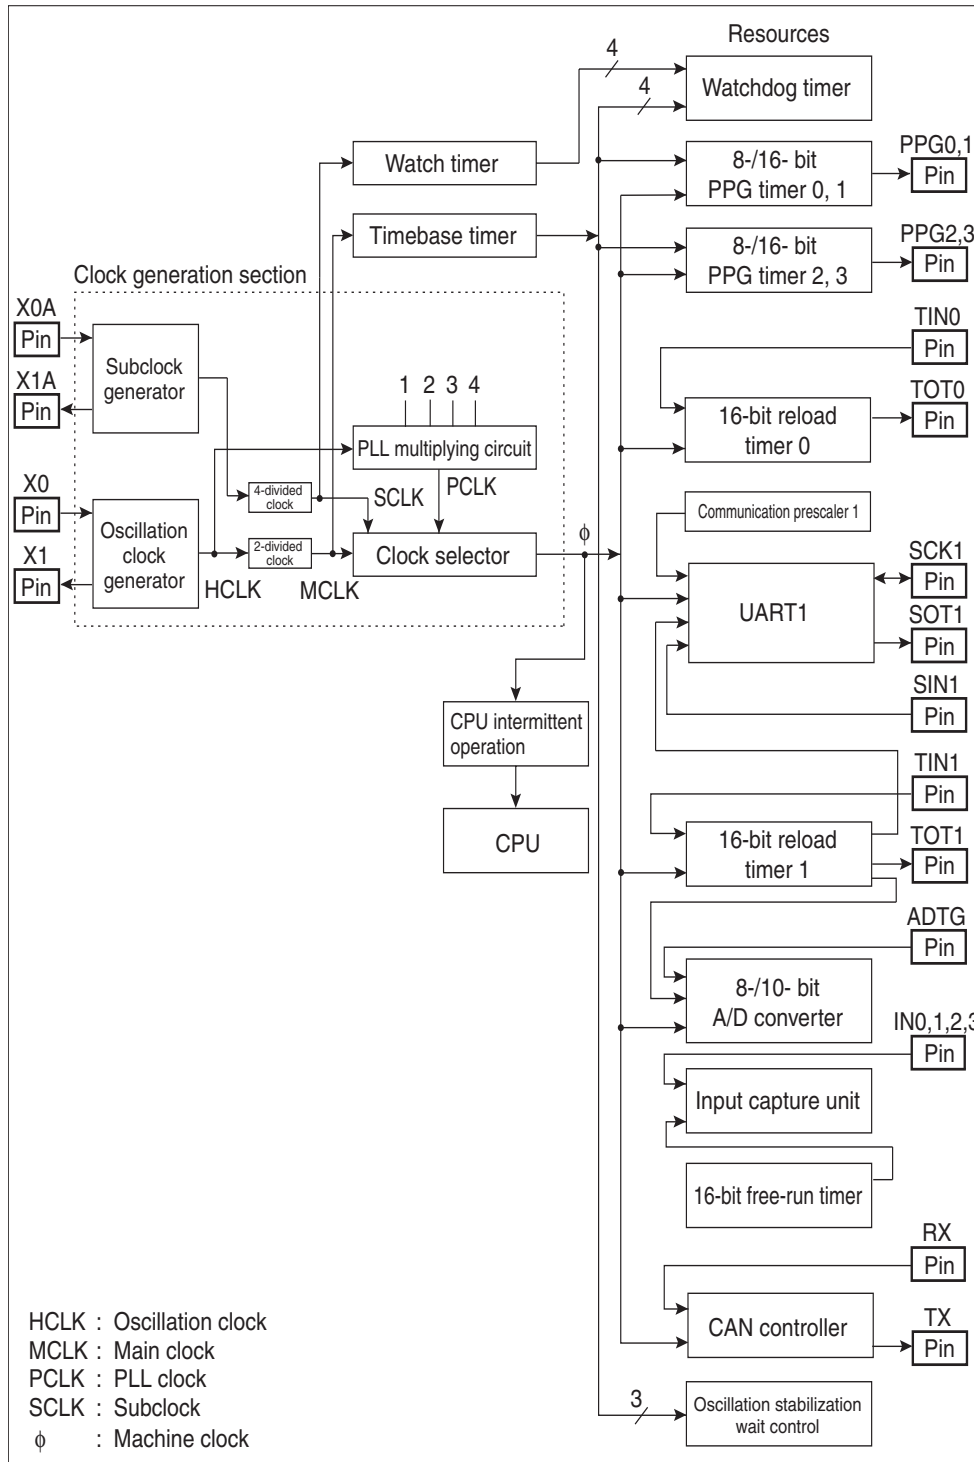 Resources
4
Watchdog timer
4
PPG0,1
Watch timer
8-/16- bit
PPG timer 0, 1
Pin
Timebase timer
PPG2,3
8-/16- bit
PPG timer 2, 3
Pin
Clock generation section
X0A
Pin
Subclock
generator
X1A
Pin
TIN0
Pin
TOT0
1 2 3 4
16-bit reload
timer 0
Pin
PLL multiplying circuit
X0
Pin
4-divided
clock
SCLK
PCLK
Communication prescaler 1
Oscillation
clock
generator
2-divided
clock
Clock selector
ϕ
X1
Pin
HCLK
MCLK
SCK1
Pin
UART1
SOT1
Pin
SIN1
Pin
CPU intermittent
operation
CPU
TIN1
Pin
16-bit reload
timer 1
TOT1
Pin
ADTG
Pin
8-/10- bit
A/D converter
IN0,1,2,3
Pin
Input capture unit
16-bit free-run timer
RX
Pin
CAN controller
TX
Pin
3
Oscillation stabilization
wait control
HCLK : Oscillation clock
MCLK : Main clock
PCLK : PLL clock
SCLK : Subclock
ϕ : Machine clock